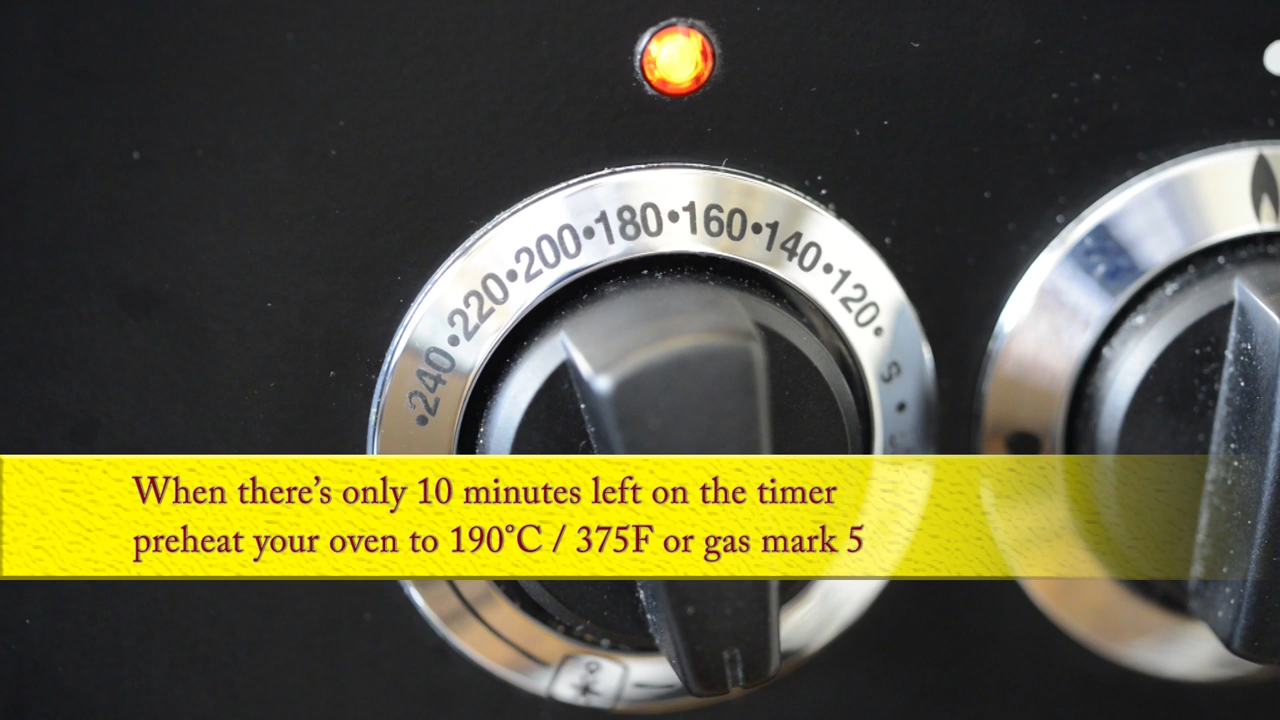 240•220•200•180•160•140•120• S
When there's only 10 minutes left on the timer
preheat your oven to 190°C / 375F or gas mark 5